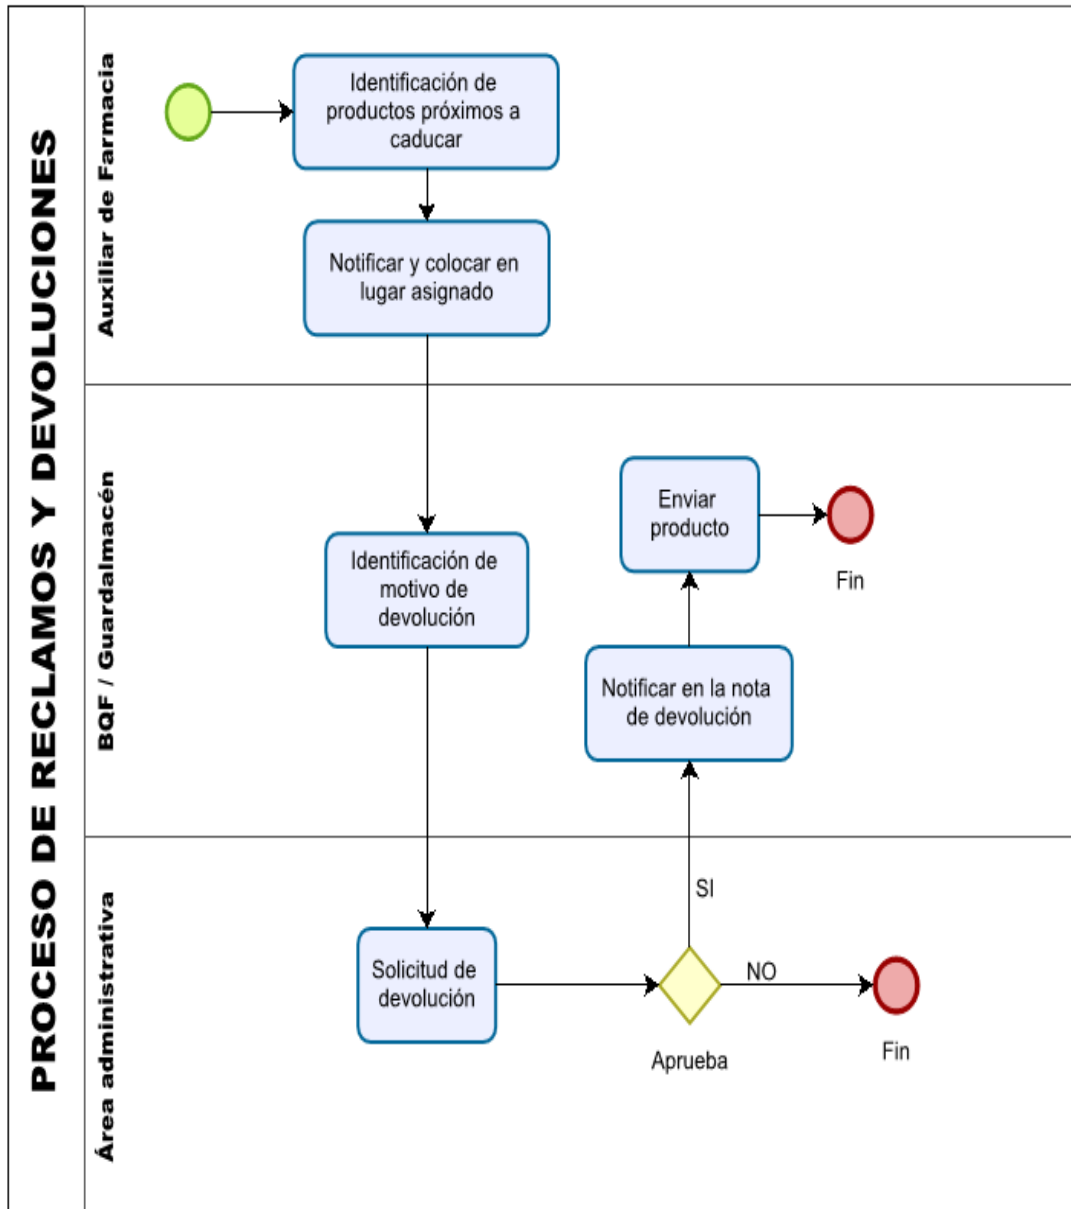 PROCESO DE RECLAMOS Y DEVOLUCIONES
Auxiliar de Farmacia
Identificación de
productos próximos a
caducar
Notificar y colocar en
lugar asignado
BQF / Guardalmacén
Identificación de
motivo de
devolución
Enviar
producto
Fin
Notificar en la nota
de devolución
Área administrativa
SI
Solicitud de
devolución
NO
Aprueba
Fin